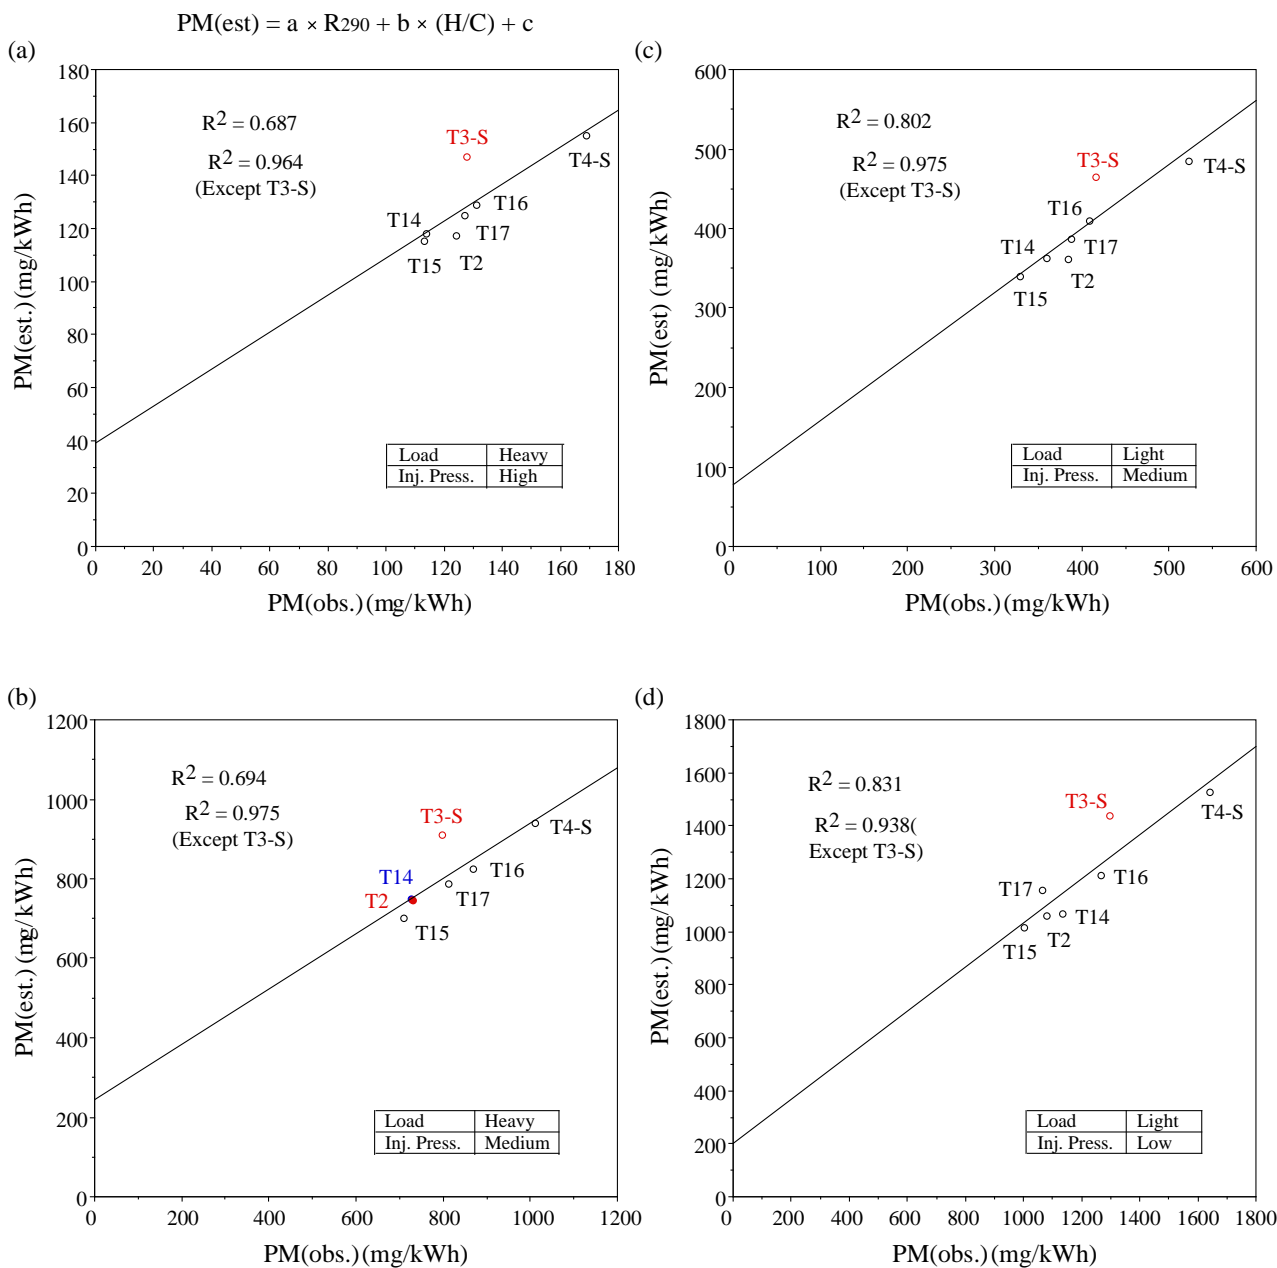 PM(est) = a × R290 + b × (H/C) + c
(a)
180
160
140
120
100
80
60
40
20
0
PM(est.) (mg/kWh)
R2 = 0.687
R2 = 0.964
(Except T3-S)
T3-S
T4-S
T16
T14
T17
T15
T2
Load Heavy
Inj. Press. High
0 20 40 60 80 100 120 140 160 180
PM(obs.) (mg/kWh)
(c)
600
500
400
300
200
100
0
PM(est) (mg/kWh)
R2 = 0.802
R2 = 0.975
(Except T3-S)
T3-S
T4-S
T16
T14
T17
T2
T15
Load Light
Inj. Press. Medium
0 100 200 300 400 500 600
PM(obs.) (mg/kWh)
(b)
1200
1000
800
600
400
200
0
PM(est.) (mg/kWh)
R2 = 0.694
R2 = 0.975
(Except T3-S)
T3-S
T4-S
T16
T14
T2
T17
T15
Load Heavy
Inj. Press. Medium
0 200 400 600 800 1000 1200
PM(obs.) (mg/kWh)
(d)
1800
1600
1400
1200
1000
800
600
400
200
0
PM(est.) (mg/kWh)
R2 = 0.831
R2 = 0.938(
Except T3-S)
T3-S
T4-S
T16
T17
T14
T2
T15
Load Light
Inj. Press. Low
0 200 400 600 800 1000 1200 1400 1600 1800
PM(obs.) (mg/kWh)